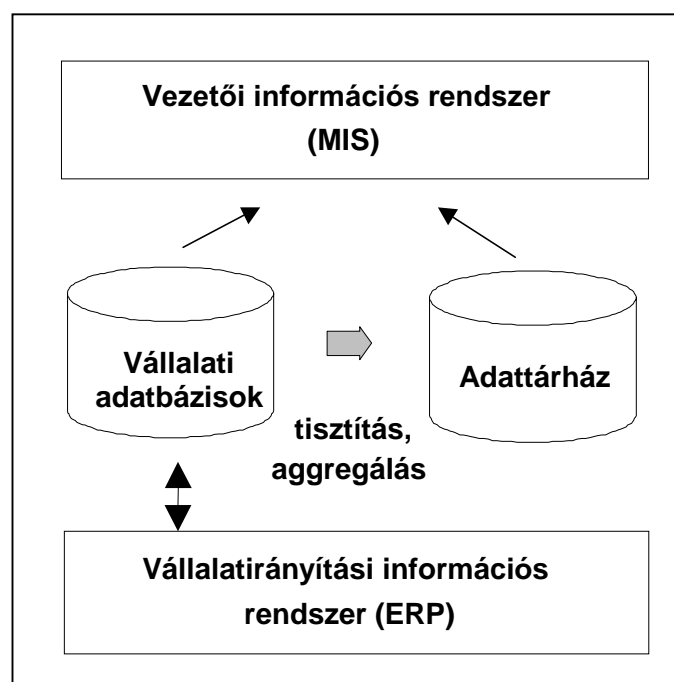 Vezetői információs rendszer
(MIS)
Vállalati
adatbázisok
Adattárház
tisztítás,
aggregálás
Vállalatirányítási információs
rendszer (ERP)